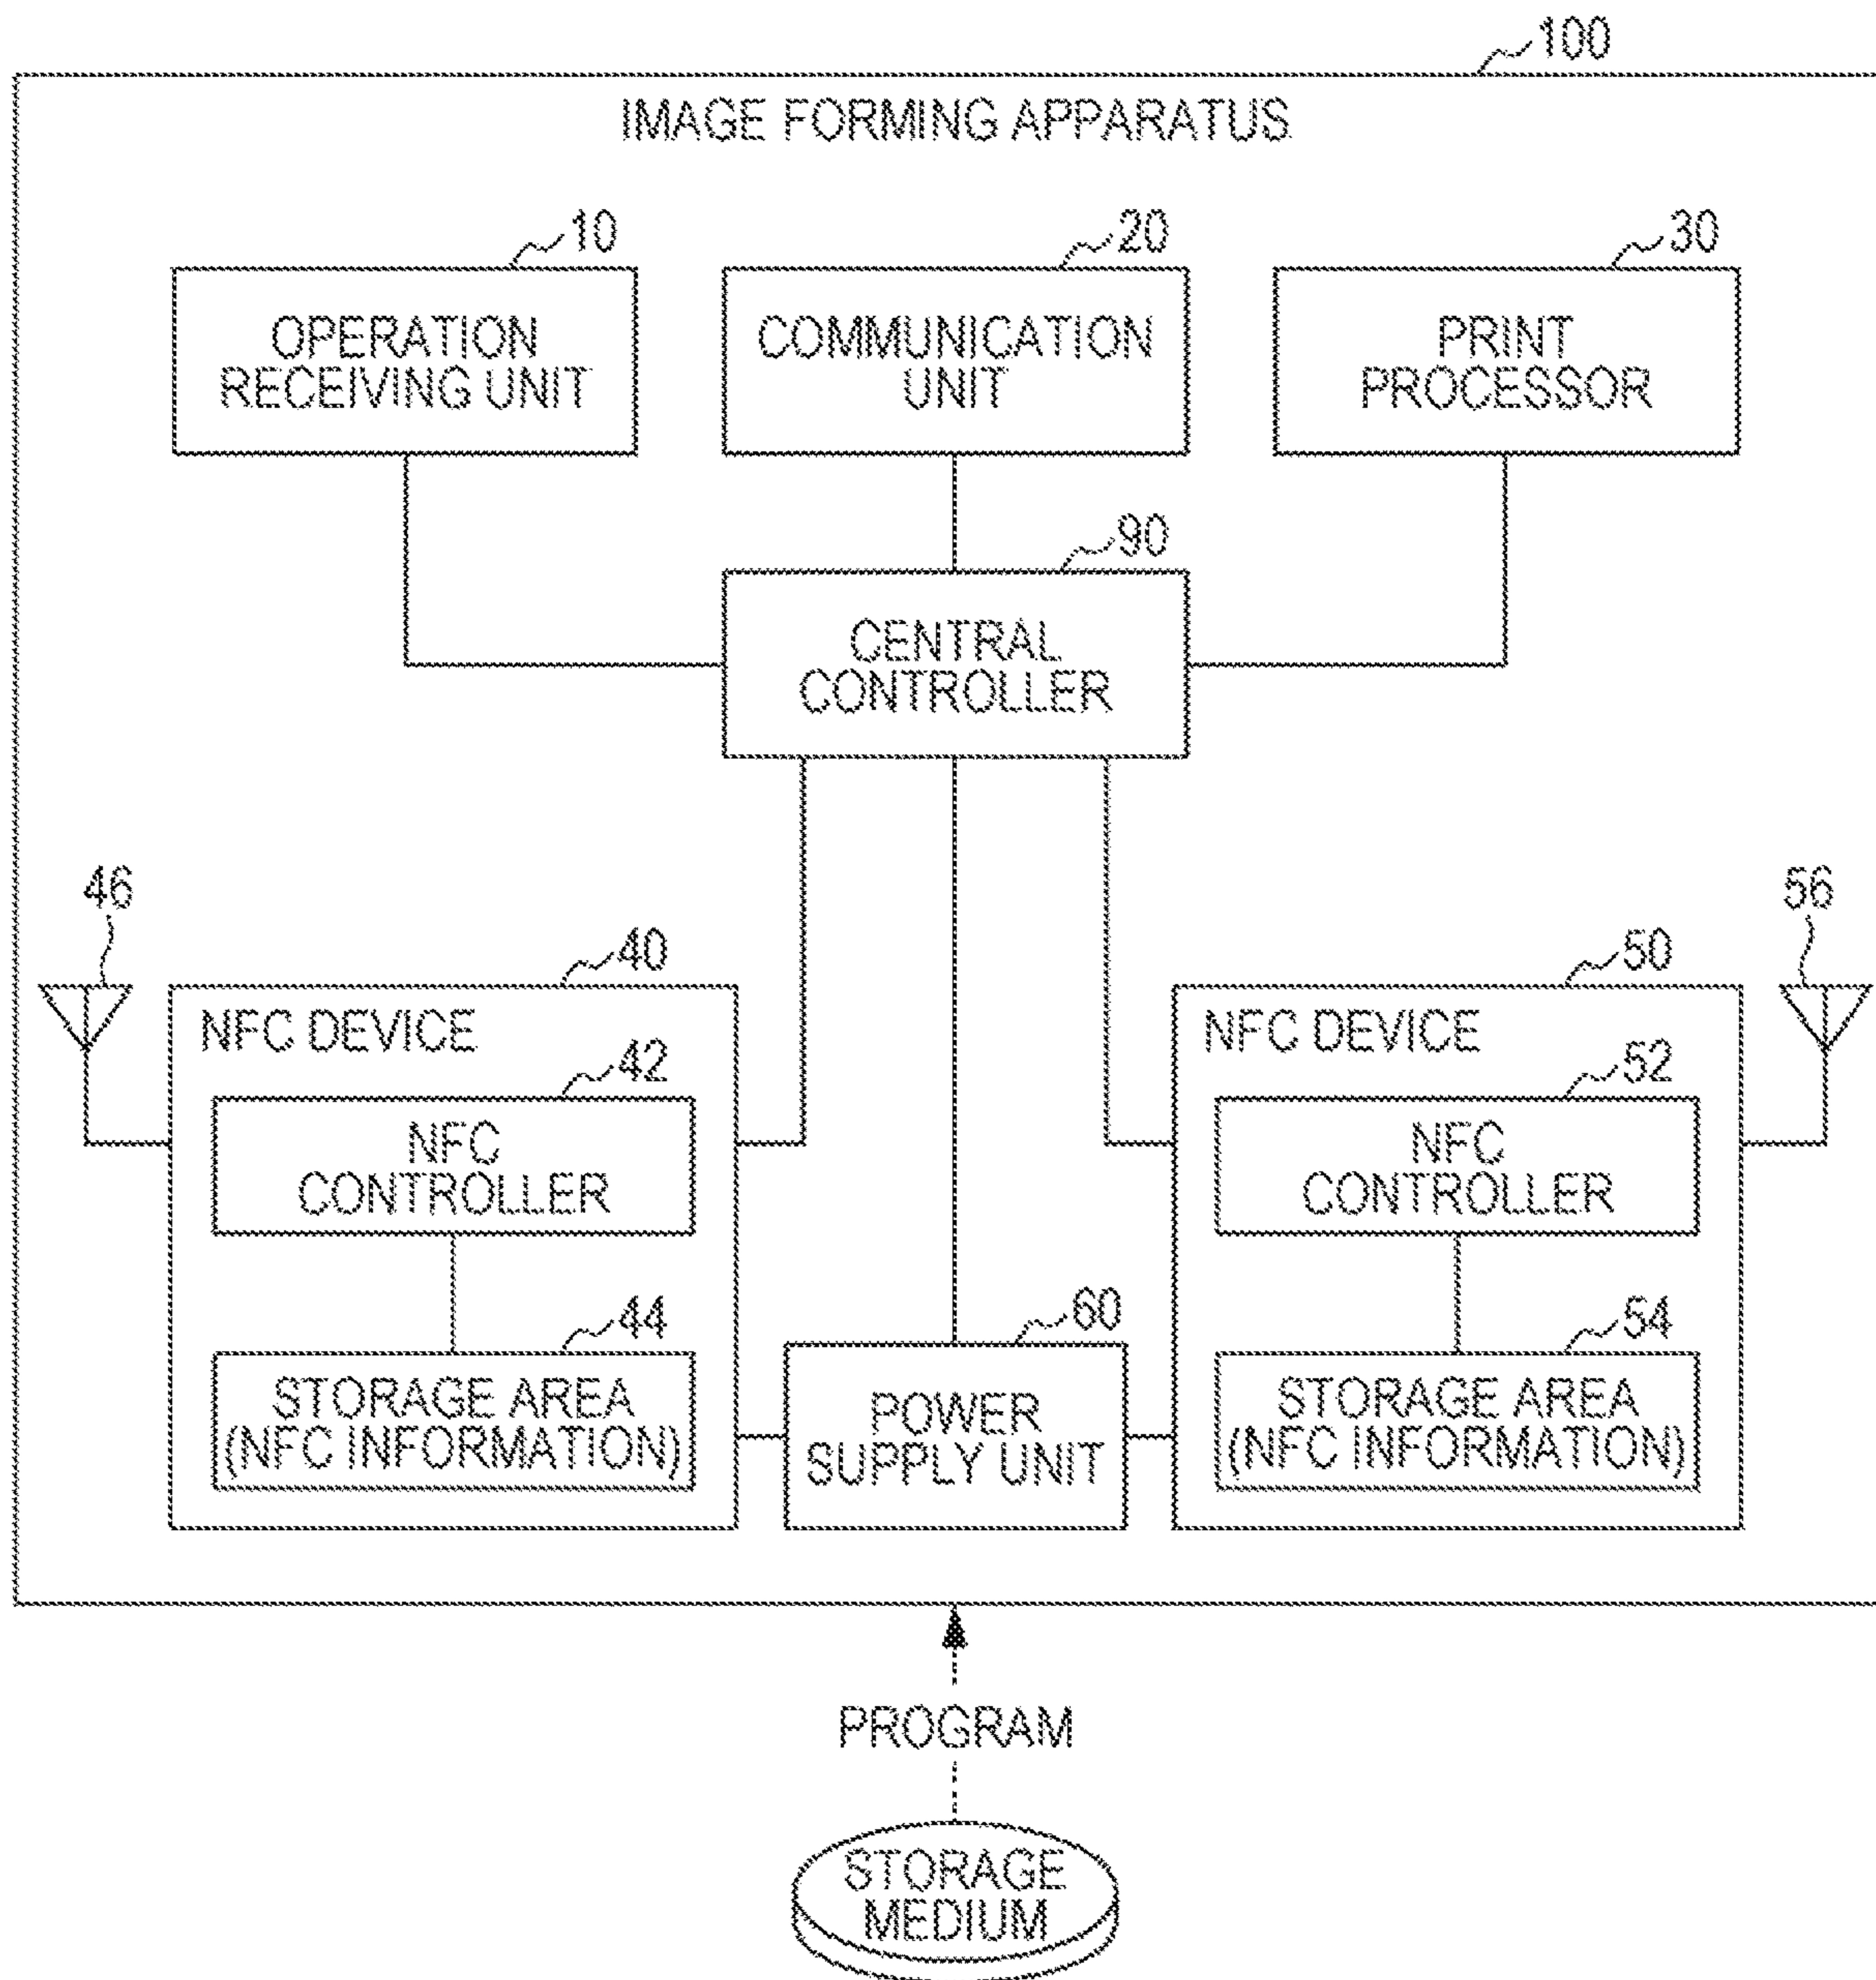 100
IMAGE FORMING APPARATUS
10
20
30
OPERATION
RECEIVING UNIT
COMMUNICATION
UNIT
PRINT
PROCESSOR
90
CENTRAL
CONTROLLER
46
56
40
50
NFC DEVICE
NFC DEVICE
42
52
NFC
CONTROLLER
NFC
CONTROLLER
44
60
54
STORAGE AREA
(NFC INFORMATION)
POWER
SUPPLY UNIT
STORAGE AREA
(NFC INFORMATION)
PROGRAM
STORAGE
MEDIUM